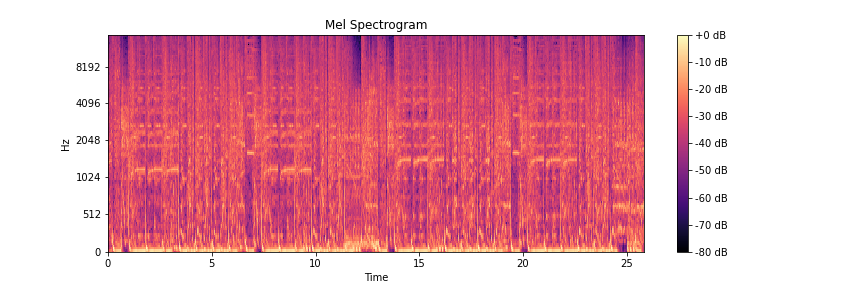 Mel Spectrogram
Hz
8192
4096
2048
1024
512
0
0 5 10 15 20 25
Time
+0 dB
-10 dB
-20 dB
-30 dB
-40 dB
-50 dB
-60 dB
-70 dB
-80 dB